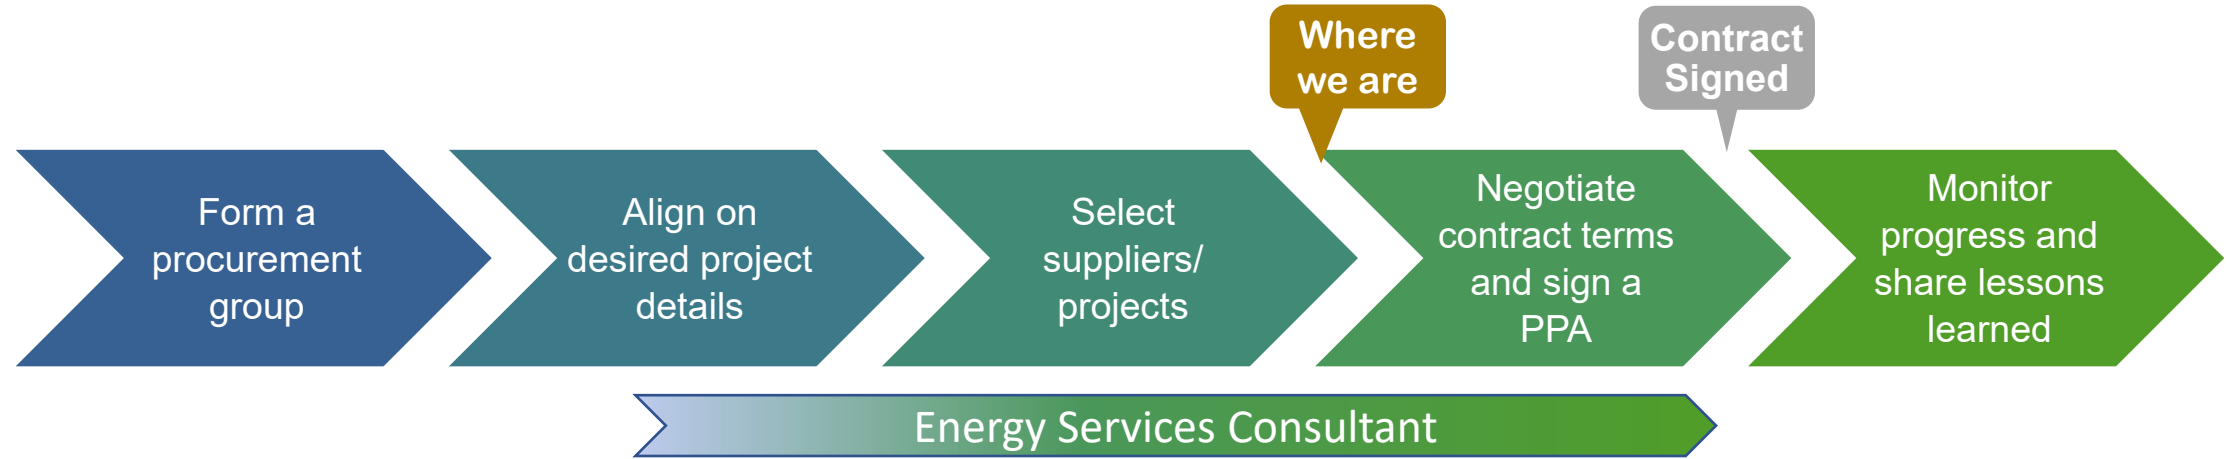 Where
we are
Contract
Signed
Form a
procurement
group
Align on
desired project
details
Select
suppliers/
projects
Negotiate
contract terms
and sign a
PPA
Monitor
progress and
share lessons
learned
Energy Services Consultant